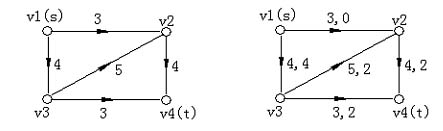 v1(s) 3 v2 v1(s) 3,0 v2
4 5 4 4,4 5,2 4,2
v3 3 v4(t) v3 3,2 v4(t)